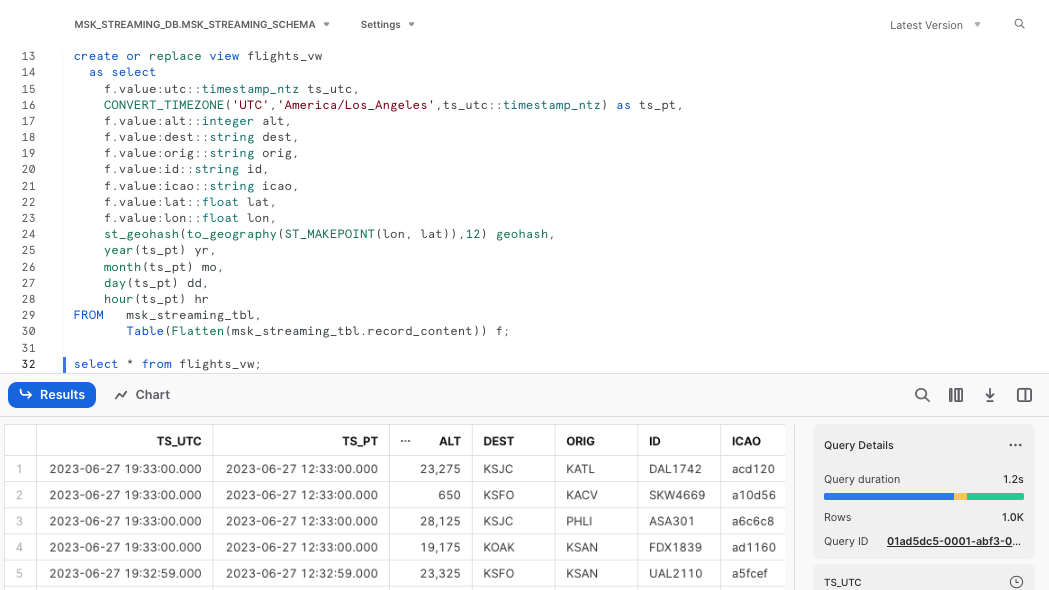 MSK_STREAMING_DB.MSK_STREAMING_SCHEMA Settings Latest Version
13 create or replace view flights_vw
14 as select
15 f.value:utc::timestamp_ntz ts_utc,
16 CONVERT_TIMEZONE('UTC','America/Los_Angeles',ts_utc::timestamp_ntz) as ts_pt,
17 f.value:alt::integer alt,
18 f.value:dest::string dest,
19 f.value:orig::string orig,
20 f.value:id::string id,
21 f.value:icao::string icao,
22 f.value:lat::float lat,
23 f.value:lon::float lon,
24 st_geohash(to_geography(ST_MAKEPOINT(lon, lat)),12) geohash,
25 year(ts_pt) yr,
26 month(ts_pt) mo,
27 day(ts_pt) dd,
28 hour(ts_pt) hr
29 FROM msk_streaming_tbl,
30 Table(Flatten(msk_streaming_tbl.record_content)) f;
31
32 select * from flights_vw;
Results Chart
TS_UTC TS_PT ... ALT DEST ORIG ID ICAO
1 2023-06-27 19:33:00.000 2023-06-27 12:33:00.000 23,275 KSJC KATL DAL1742 acd120
2 2023-06-27 19:33:00.000 2023-06-27 12:33:00.000 650 KSFO KACV SKW4669 a10d56
3 2023-06-27 19:33:00.000 2023-06-27 12:33:00.000 28,125 KSJC PHLI ASA301 a6c6c8
4 2023-06-27 19:33:00.000 2023-06-27 12:33:00.000 19,175 KOAK KSAN FDX1839 ad1160
5 2023-06-27 19:32:59.000 2023-06-27 12:32:59.000 23,325 KSFO KSAN UAL2110 a5fcef
Query Details ...
Query duration 1.2s
Rows 1.0K
Query ID 01ad5dc5-0001-abf3-0...
TS_UTC